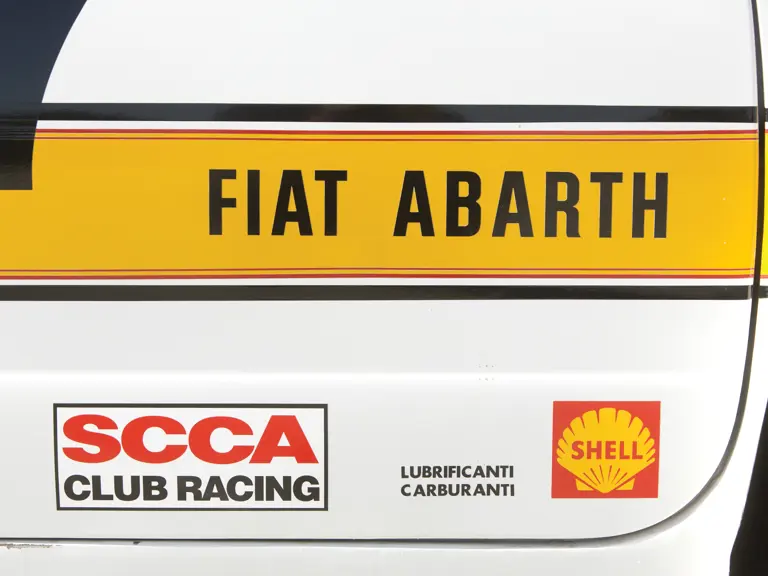 FIAT ABARTH
SCCA
CLUB RACING
LUBRIFICANTI
CARBURANTI
SHELL